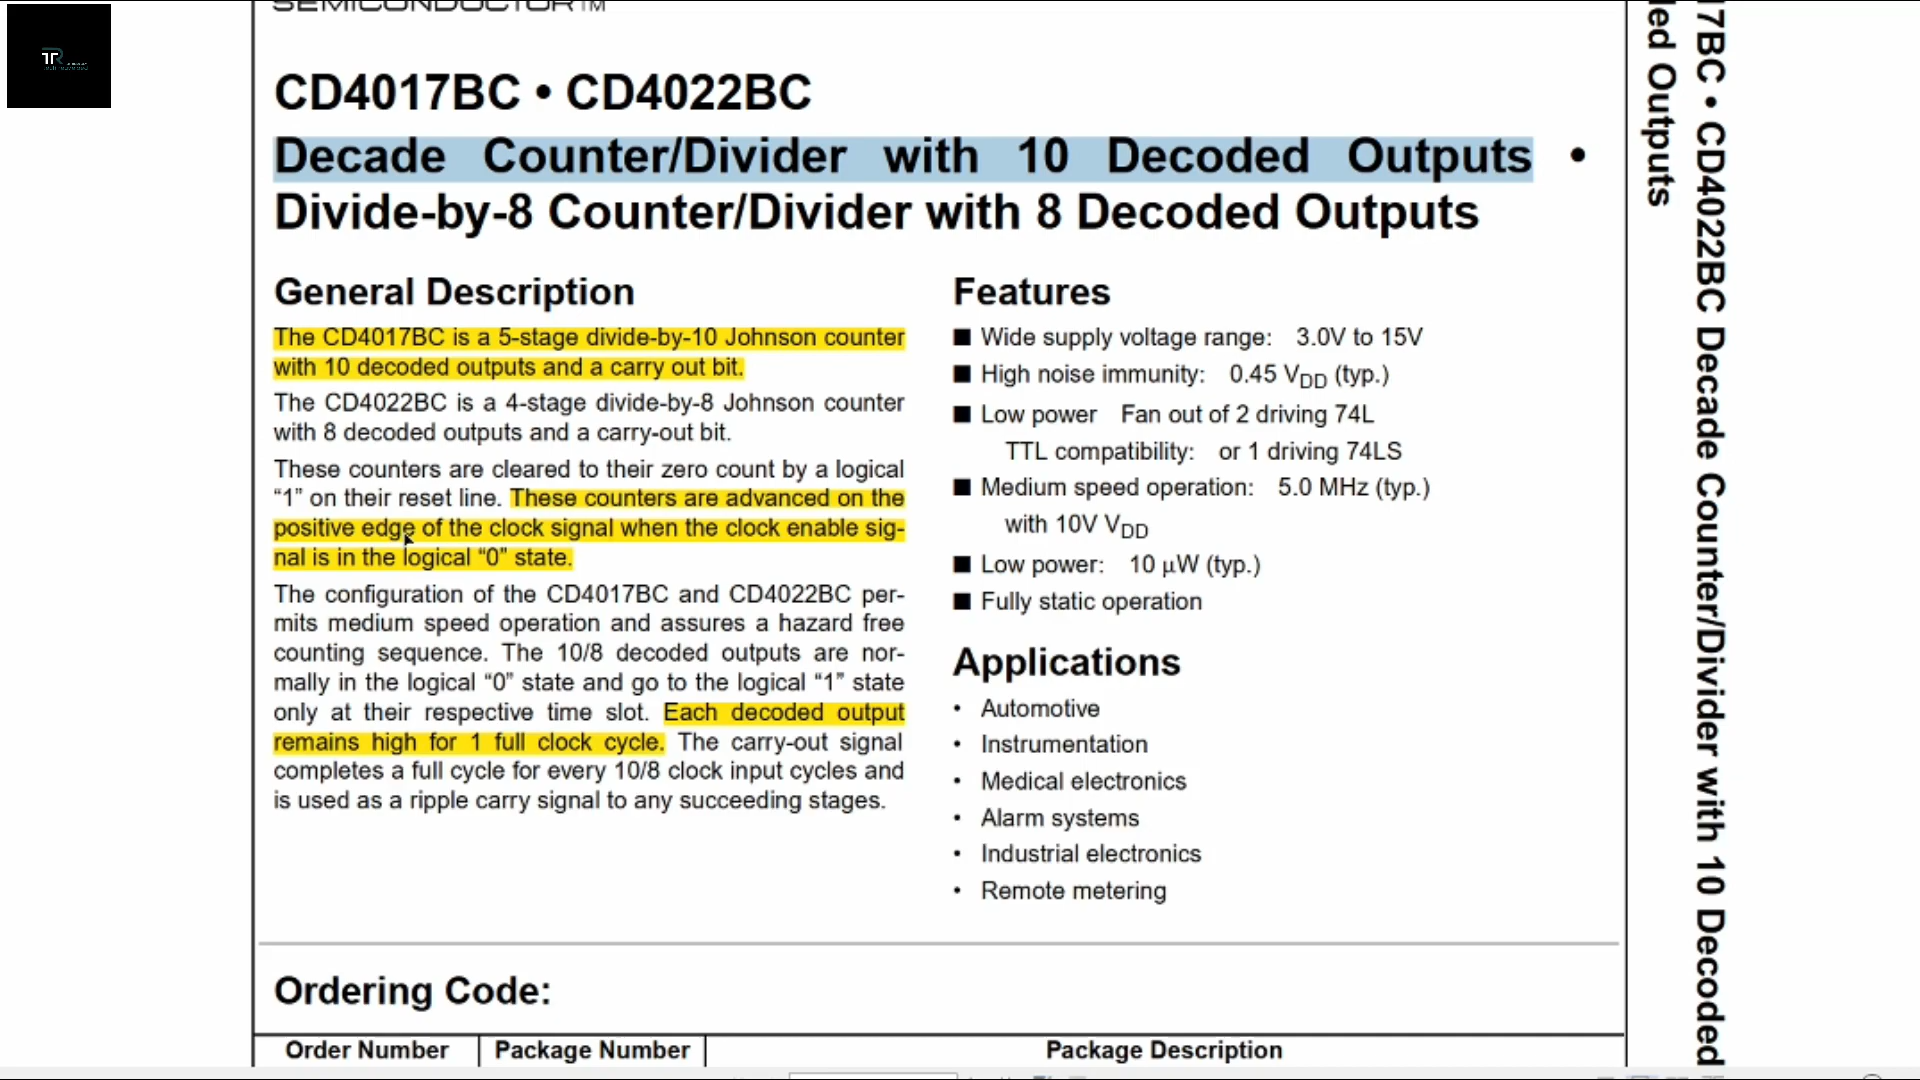 SEMICONDUCTOR TM
CD4017BC • CD4022BC
Decade Counter/Divider with 10 Decoded Outputs •
Divide-by-8 Counter/Divider with 8 Decoded Outputs
General Description
The CD4017BC is a 5-stage divide-by-10 Johnson counter
with 10 decoded outputs and a carry out bit.
The CD4022BC is a 4-stage divide-by-8 Johnson counter
with 8 decoded outputs and a carry-out bit.
These counters are cleared to their zero count by a logical
“1” on their reset line. These counters are advanced on the
positive edge of the clock signal when the clock enable sig-
nal is in the logical “0” state.
The configuration of the CD4017BC and CD4022BC per-
mits medium speed operation and assures a hazard free
counting sequence. The 10/8 decoded outputs are nor-
mally in the logical “0” state and go to the logical “1” state
only at their respective time slot. Each decoded output
remains high for 1 full clock cycle. The carry-out signal
completes a full cycle for every 10/8 clock input cycles and
is used as a ripple carry signal to any succeeding stages.
Features
■ Wide supply voltage range: 3.0V to 15V
■ High noise immunity: 0.45 VDD (typ.)
■ Low power Fan out of 2 driving 74L
TTL compatibility: or 1 driving 74LS
■ Medium speed operation: 5.0 MHz (typ.)
with 10V VDD
■ Low power: 10 µW (typ.)
■ Fully static operation
Applications
• Automotive
• Instrumentation
• Medical electronics
• Alarm systems
• Industrial electronics
• Remote metering
Ordering Code:
Order Number Package Number Package Description
17BC • CD4022BC Decade Counter/Divider with 10 Decoded
ded Outputs
TR